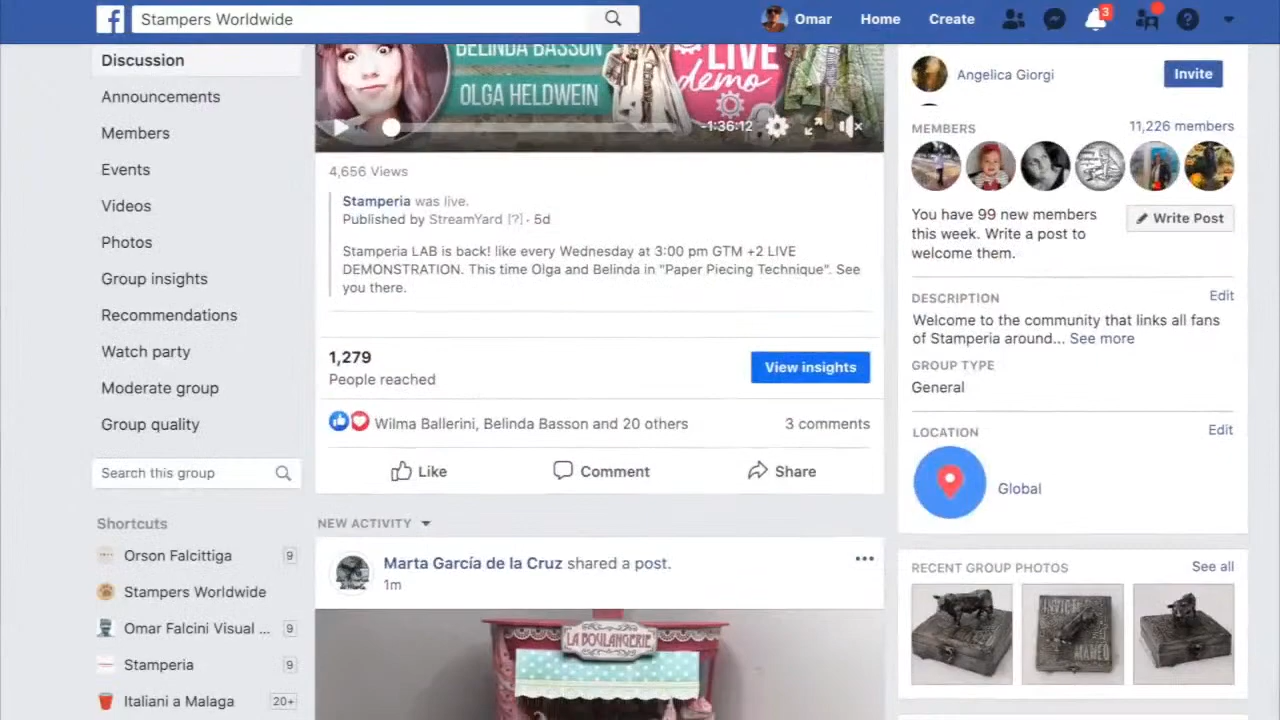 Stampers Worldwide
Omar
Home
Create
3
Discussion
Announcements
Members
Events
Videos
Photos
Group insights
Recommendations
Watch party
Moderate group
Group quality
Search this group
Shortcuts
Orson Falcittiga 9
Stampers Worldwide
Omar Falcini Visual ... 9
Stamperia 9
Italiani a Malaga 20+
BELINDA BASSON
OLGA HELDWEIN
LIVE
demo
-1:36:12
4,656 Views
Stamperia was live.
Published by StreamYard [?] · 5d
Stamperia LAB is back! like every Wednesday at 3:00 pm GTM +2 LIVE
DEMONSTRATION. This time Olga and Belinda in "Paper Piecing Technique". See
you there.
1,279
People reached
View insights
Wilma Ballerini, Belinda Basson and 20 others
3 comments
Like
Comment
Share
NEW ACTIVITY
Marta García de la Cruz shared a post.
1m
LA BOULANGERIE
Angelica Giorgi
Invite
MEMBERS
11,226 members
You have 99 new members
this week. Write a post to
welcome them.
Write Post
DESCRIPTION
Edit
Welcome to the community that links all fans
of Stamperia around... See more
GROUP TYPE
General
LOCATION
Edit
Global
RECENT GROUP PHOTOS
See all